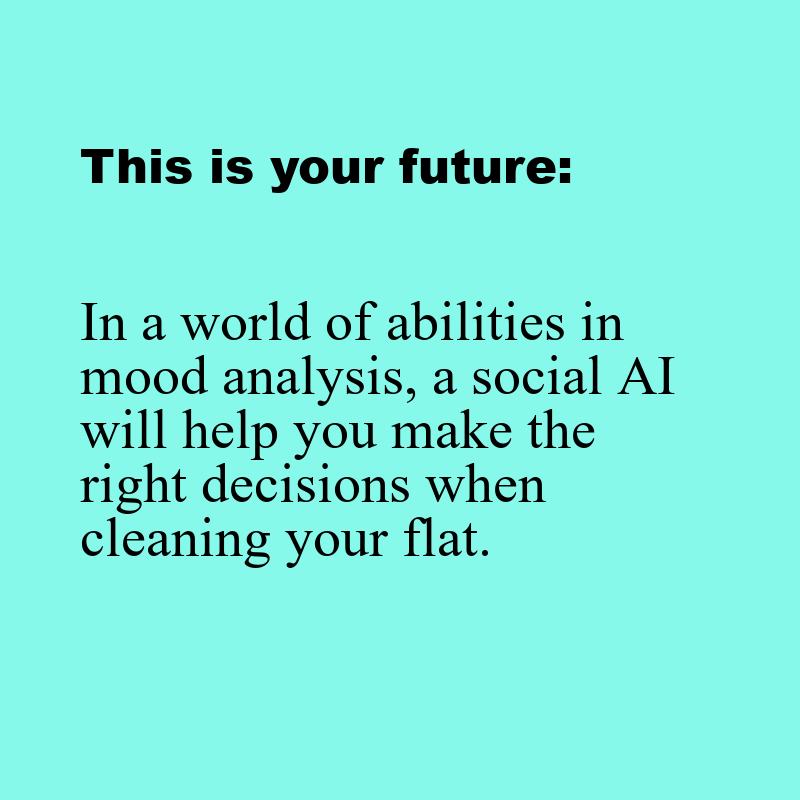 This is your future:
In a world of abilities in
mood analysis, a social AI
will help you make the
right decisions when
cleaning your flat.